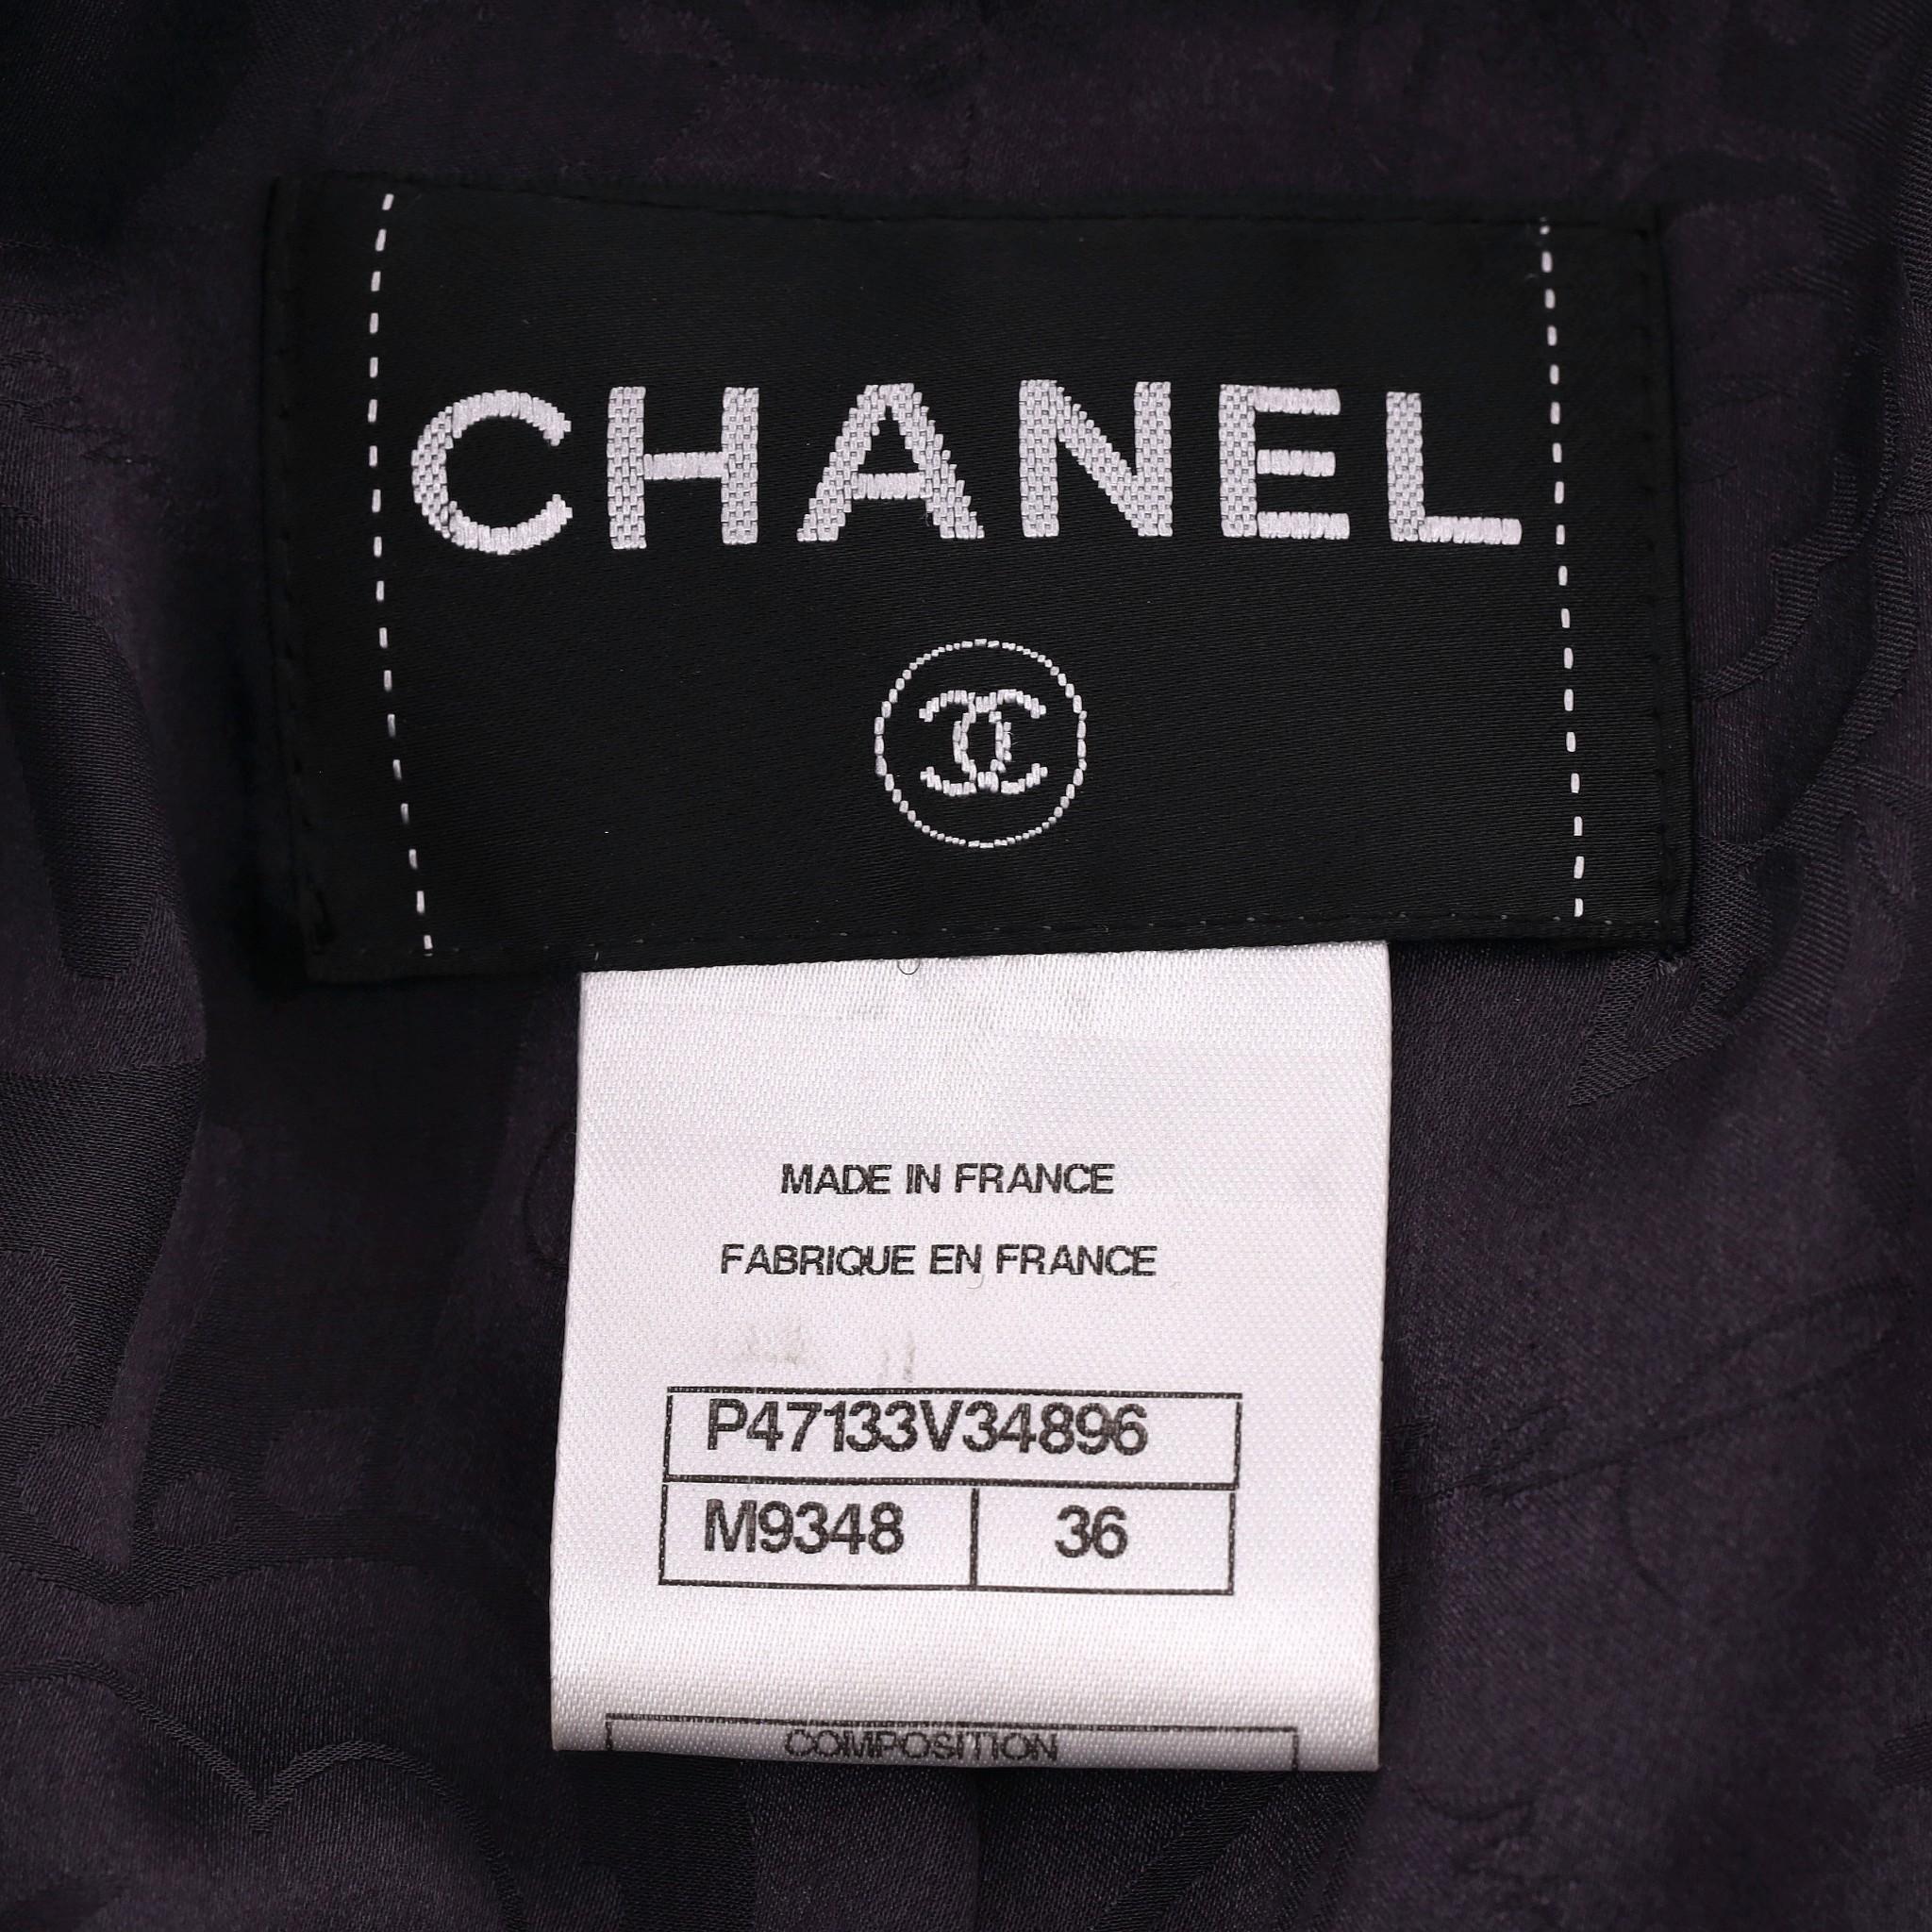 CHANEL
MADE IN FRANCE
FABRIQUE EN FRANCE
P47133V34896
M9348 36
COMPOSITION